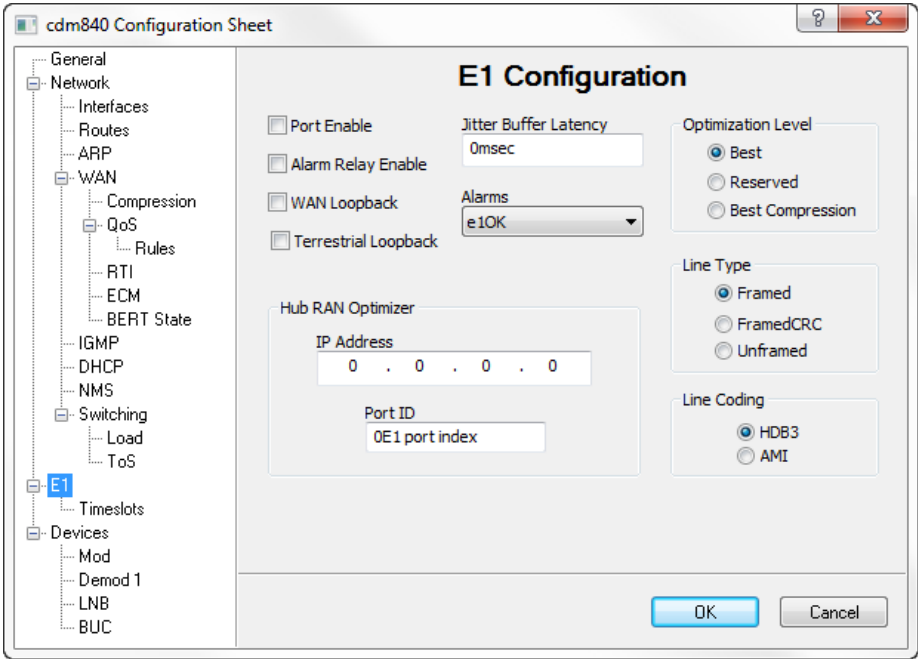 cdm840 Configuration Sheet
General
Network
Interfaces
Routes
ARP
WAN
Compression
QoS
Rules
RTI
ECM
BERT State
IGMP
DHCP
NMS
Switching
Load
ToS
E1
Timeslots
Devices
Mod
Demod 1
LNB
BUC
E1 Configuration
Port Enable
Alarm Relay Enable
WAN Loopback
Terrestrial Loopback
Jitter Buffer Latency
0msec
Alarms
e1OK
Hub RAN Optimizer
IP Address
0 . 0 . 0 . 0
Port ID
0E1 port index
Optimization Level
Best
Reserved
Best Compression
Line Type
Framed
FramedCRC
Unframed
Line Coding
HDB3
AMI
OK
Cancel